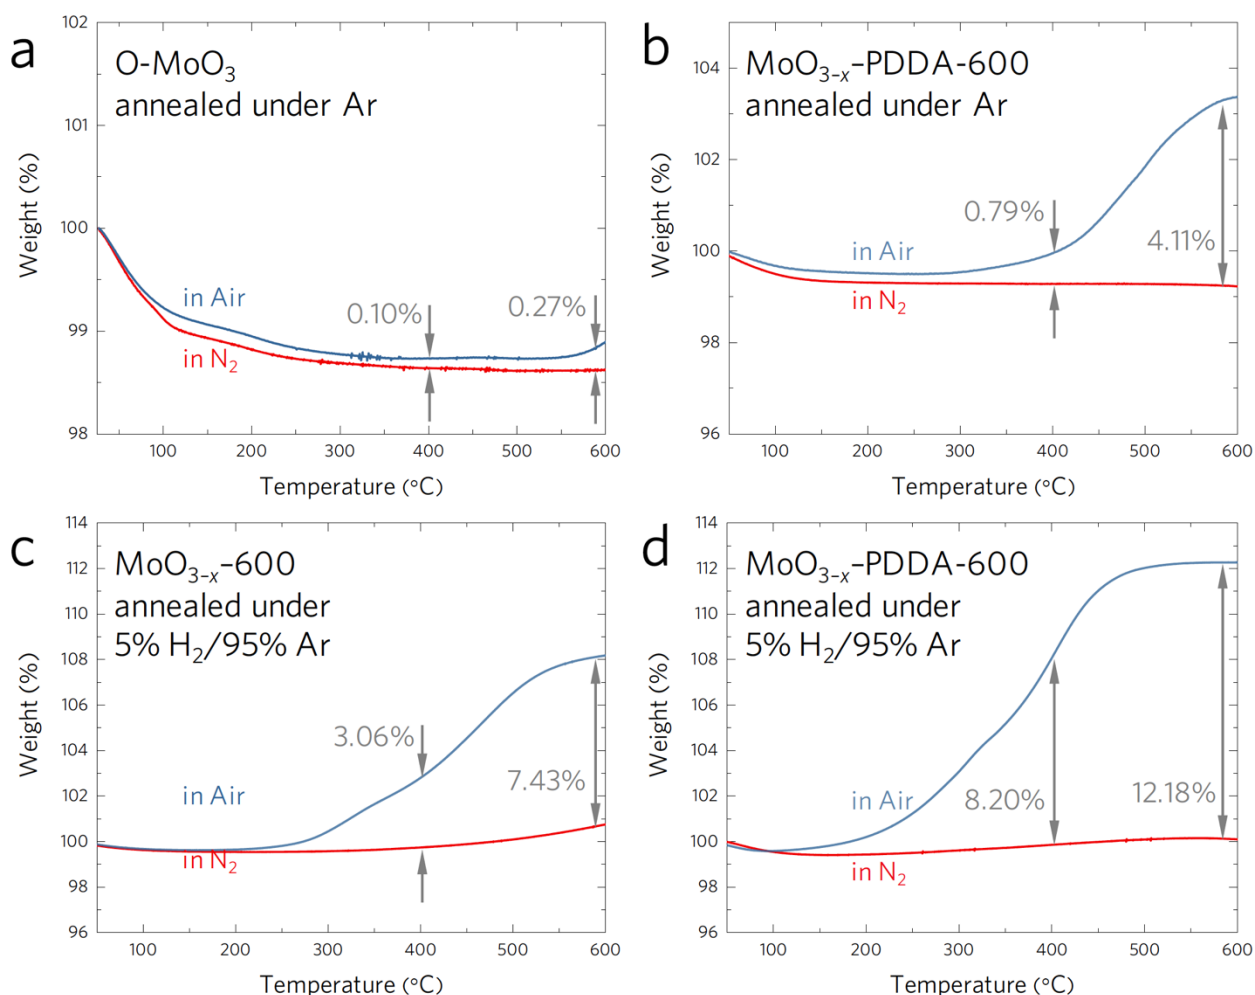 a
O-MoO₃
annealed under Ar
102
101
100
99
98
Weight (%)
in Air
in N₂
0.10%
0.27%
100 200 300 400 500 600
Temperature (°C)
b
MoO₃₋ₓ-PDDA-600
annealed under Ar
104
102
100
98
96
Weight (%)
0.79%
in Air
4.11%
in N₂
100 200 300 400 500 600
Temperature (°C)
c
MoO₃₋ₓ-600
annealed under
5% H₂/95% Ar
114
112
110
108
106
104
102
100
98
96
Weight (%)
3.06%
7.43%
in Air
in N₂
100 200 300 400 500 600
Temperature (°C)
d
MoO₃₋ₓ-PDDA-600
annealed under
5% H₂/95% Ar
114
112
110
108
106
104
102
100
98
96
Weight (%)
in Air
8.20%
12.18%
in N₂
100 200 300 400 500 600
Temperature (°C)